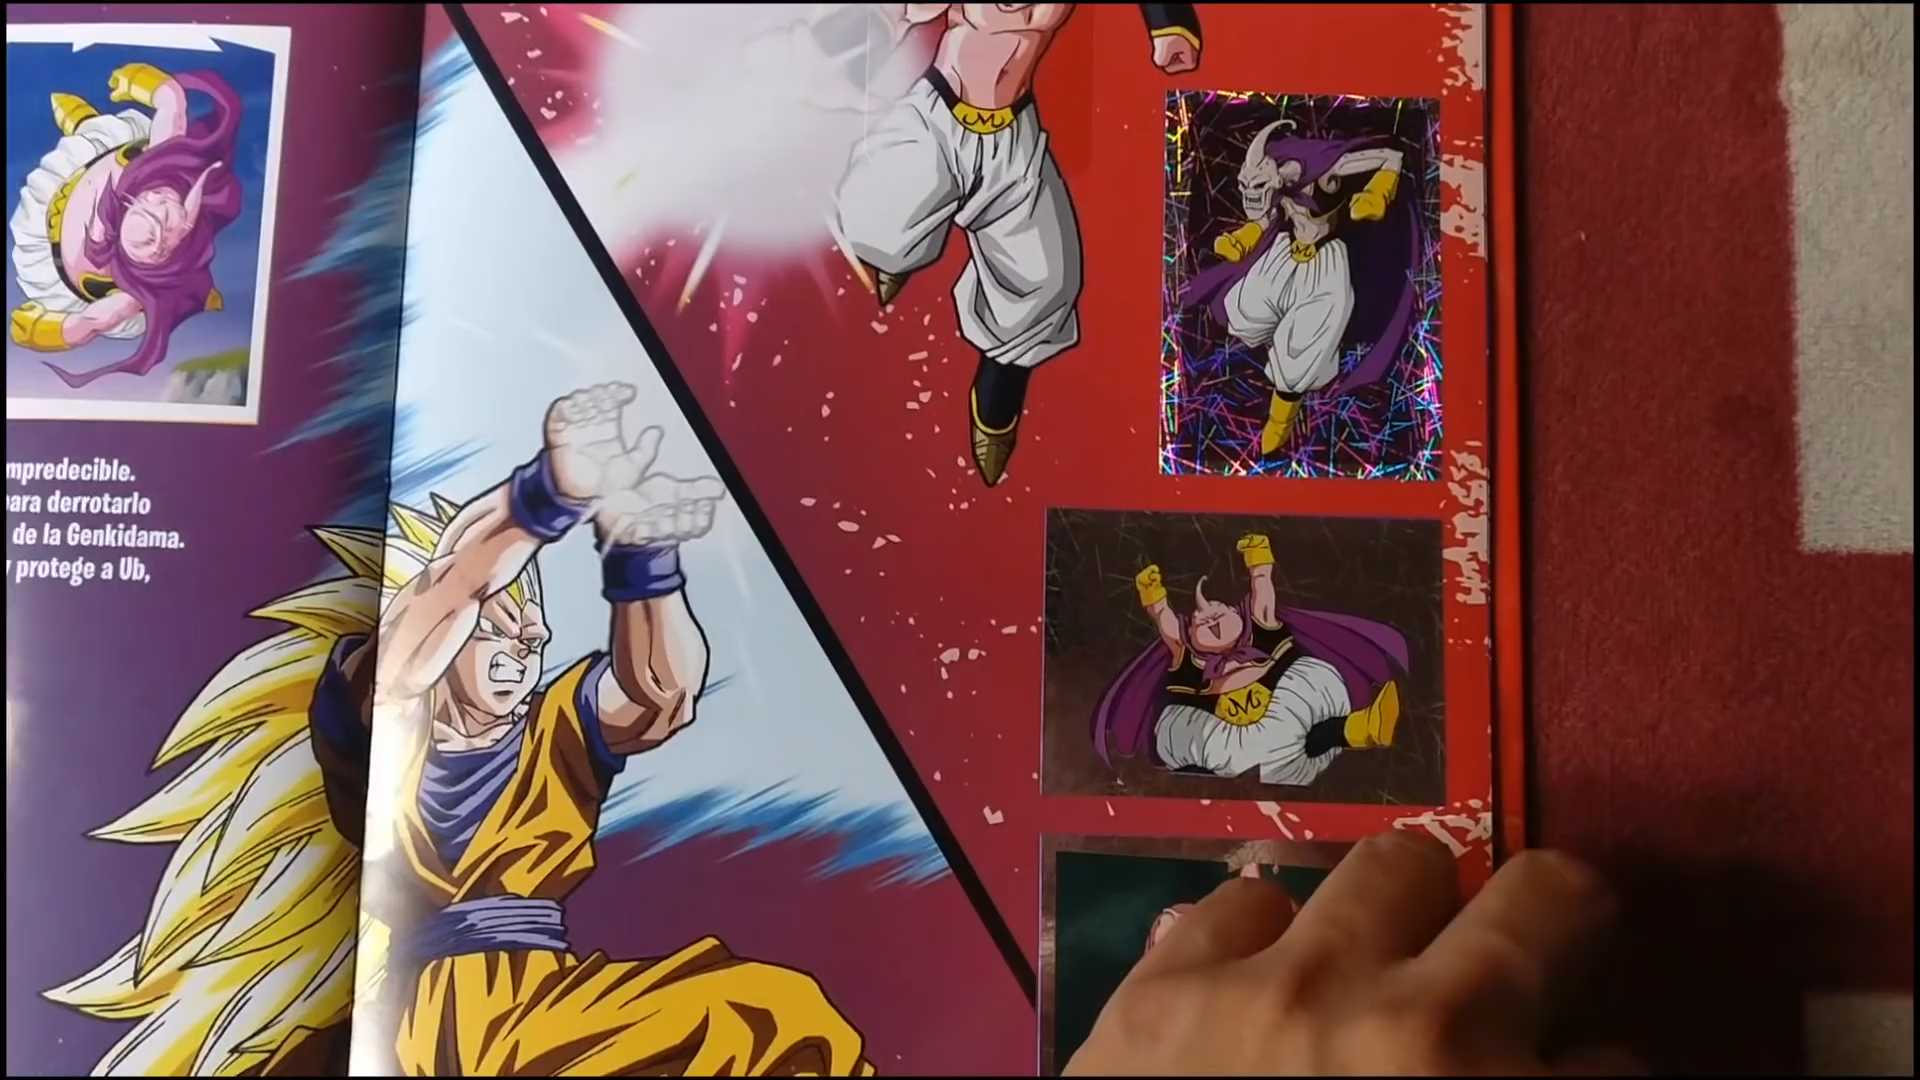 mpredecible.
ara derrotarlo
de la Genkidama.
y protege a Ub,